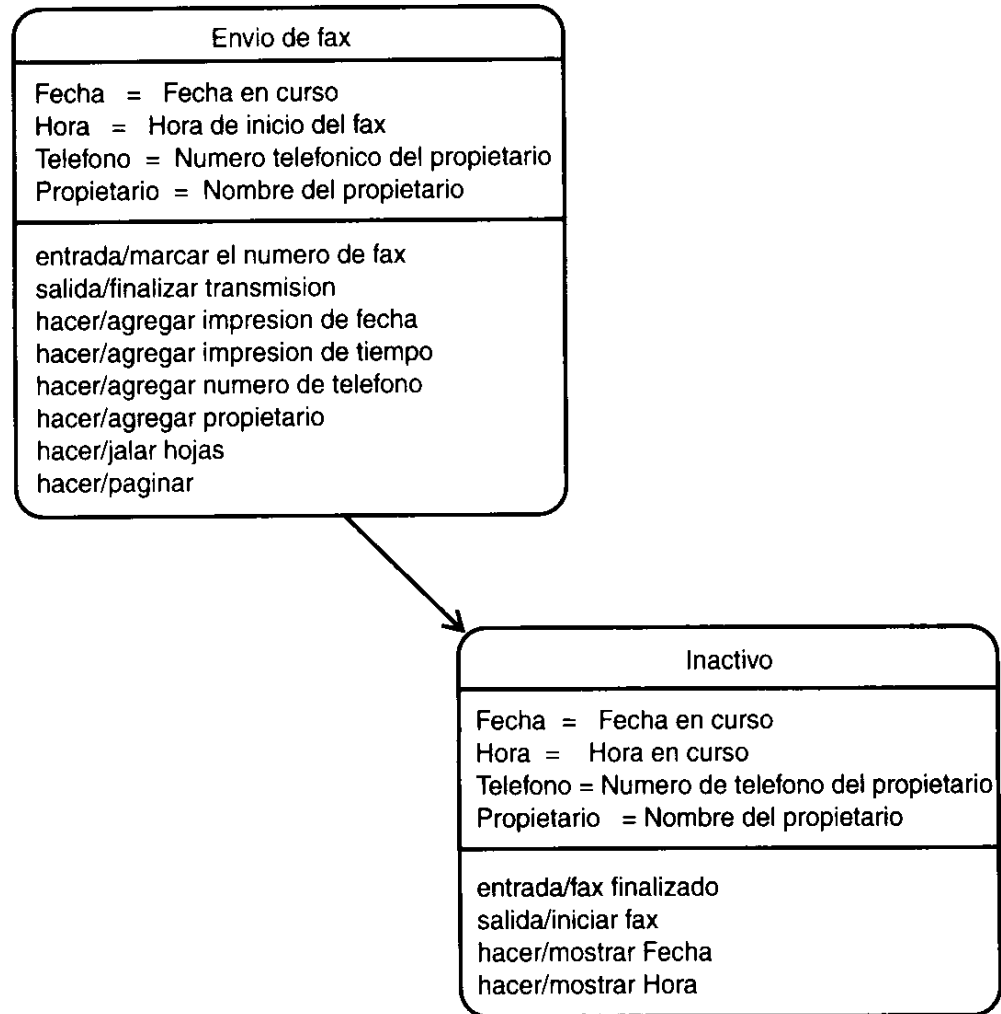 Envio de fax
Fecha = Fecha en curso
Hora = Hora de inicio del fax
Telefono = Numero telefonico del propietario
Propietario = Nombre del propietario
entrada/marcar el numero de fax
salida/finalizar transmision
hacer/agregar impresion de fecha
hacer/agregar impresion de tiempo
hacer/agregar numero de telefono
hacer/agregar propietario
hacer/jalar hojas
hacer/paginar
Inactivo
Fecha = Fecha en curso
Hora = Hora en curso
Telefono = Numero de telefono del propietario
Propietario = Nombre del propietario
entrada/fax finalizado
salida/iniciar fax
hacer/mostrar Fecha
hacer/mostrar Hora